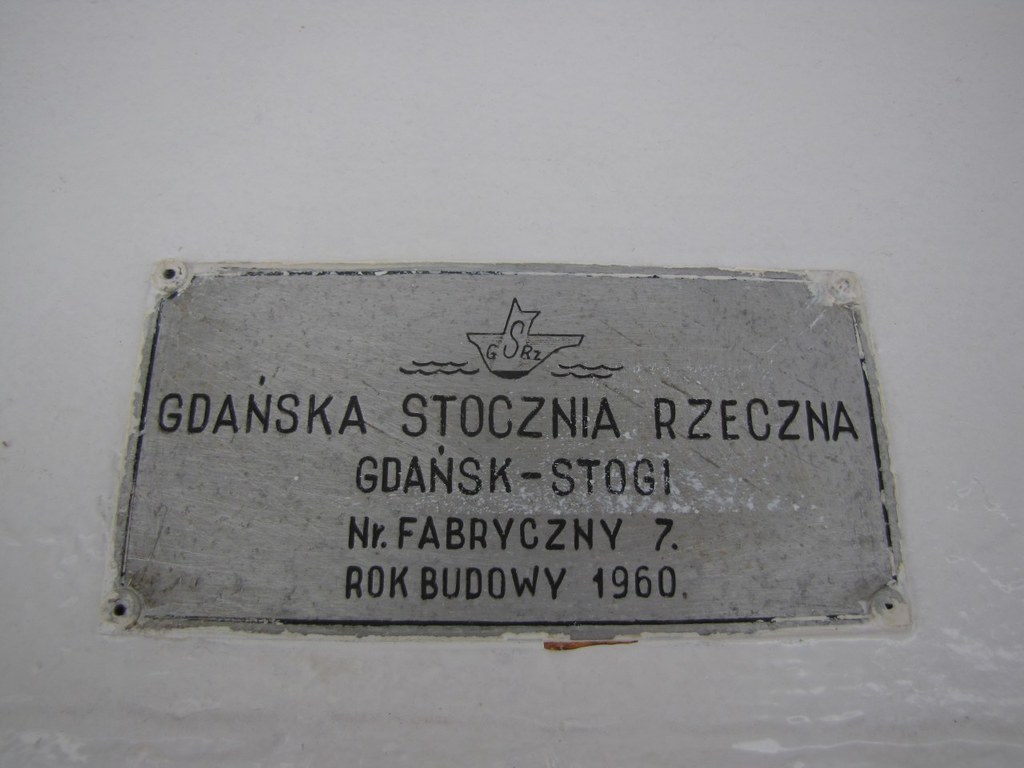 GSRz
GDAŃSKA STOCZNIA RZECZNA
GDAŃSK-STOGI
Nr. FABRYCZNY 7.
ROK BUDOWY 1960.